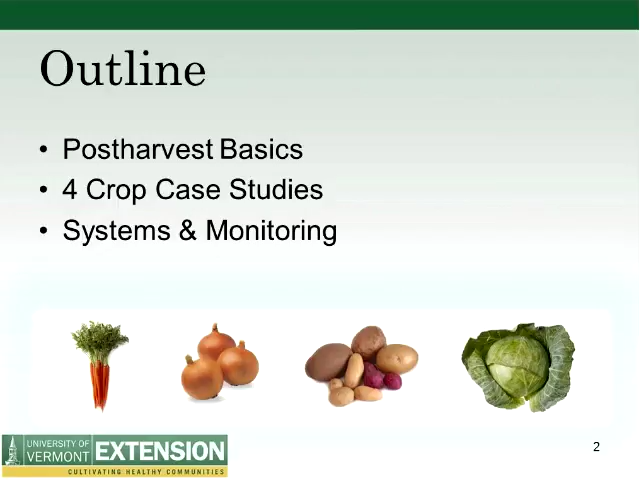 Outline
• Postharvest Basics
• 4 Crop Case Studies
• Systems & Monitoring
UNIVERSITY OF
VERMONT
EXTENSION
CULTIVATING HEALTHY COMMUNITIES
2